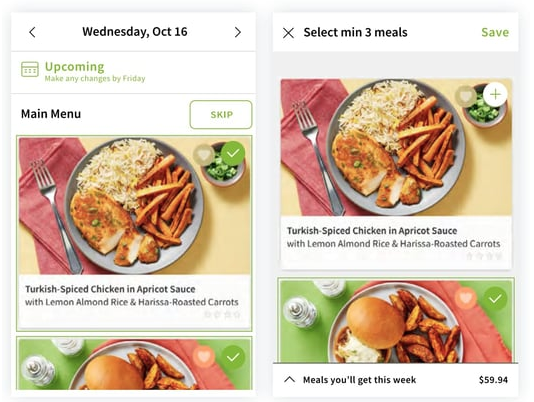 Wednesday, Oct 16
Upcoming
Make any changes by Friday
Main Menu
SKIP
Turkish-Spiced Chicken in Apricot Sauce
with Lemon Almond Rice & Harissa-Roasted Carrots
Select min 3 meals
Save
Turkish-Spiced Chicken in Apricot Sauce
with Lemon Almond Rice & Harissa-Roasted Carrots
Meals you'll get this week
$59.94